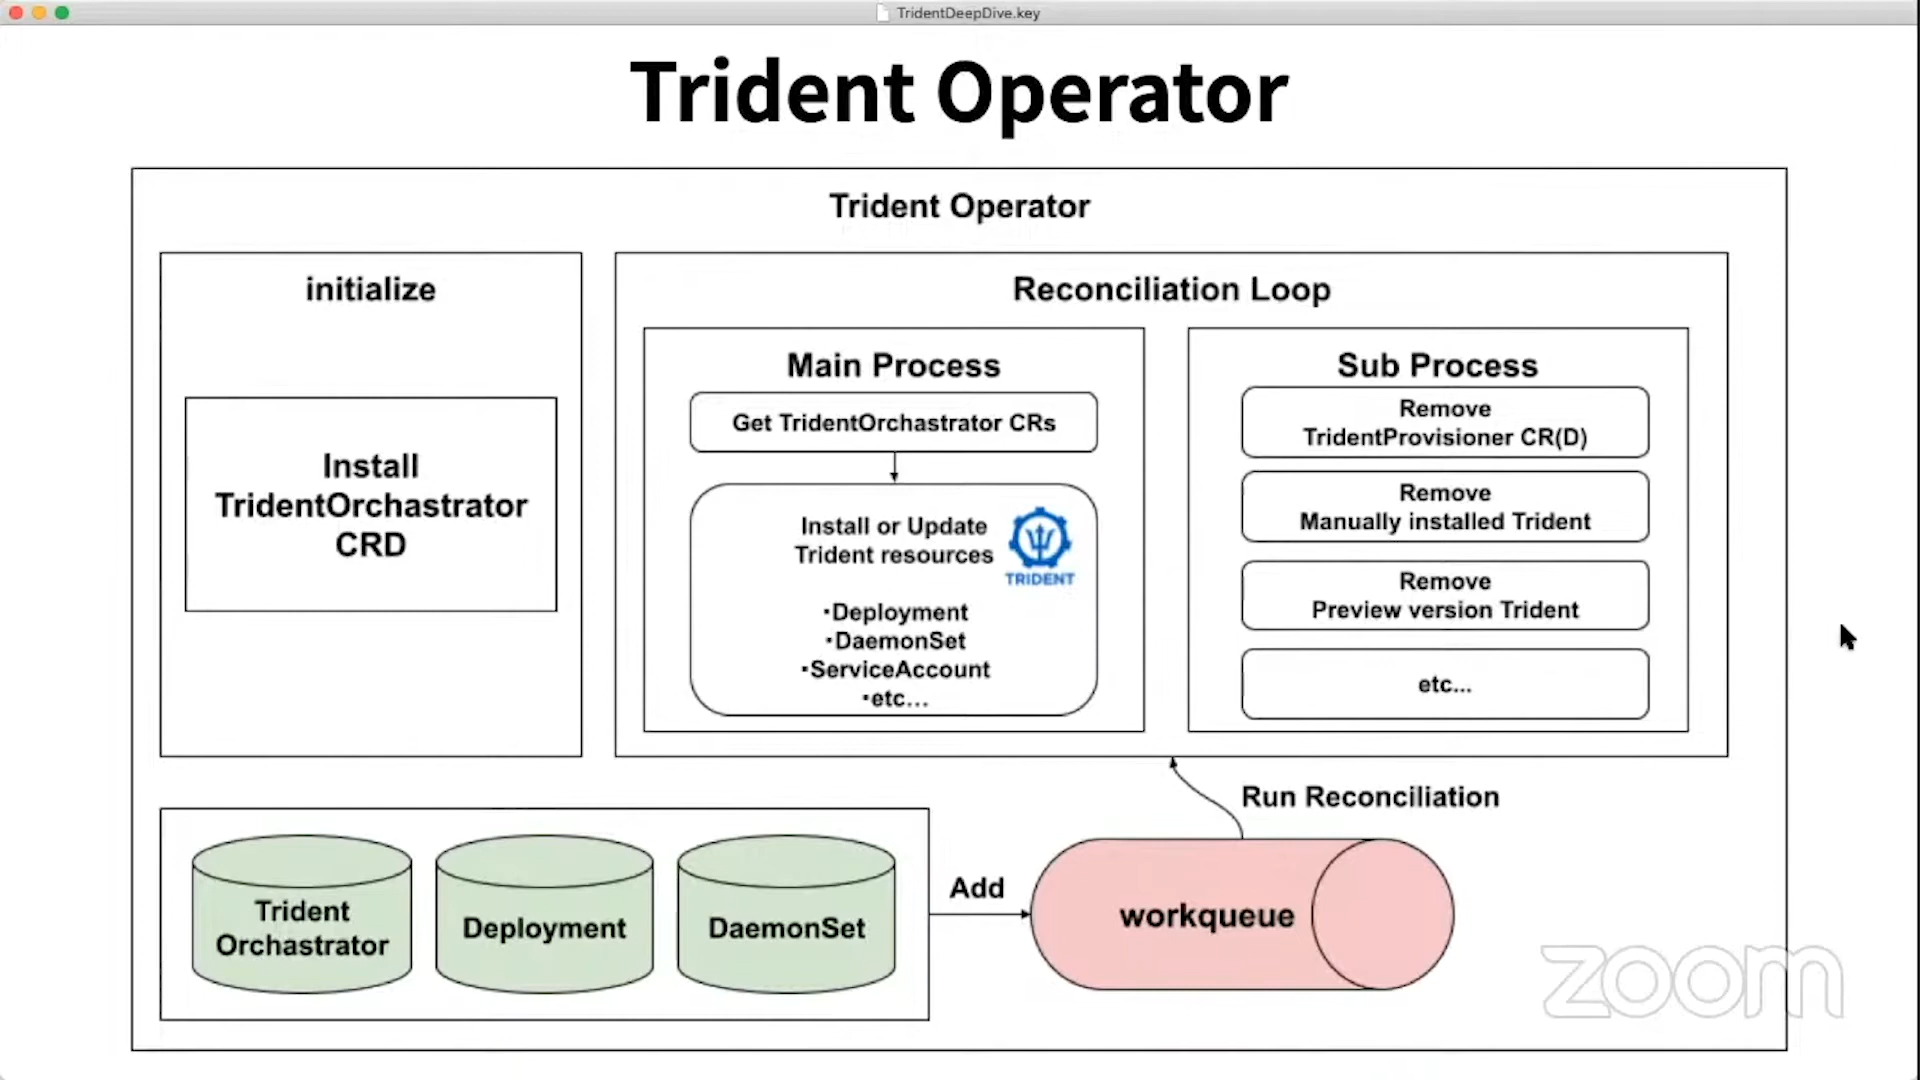 TridentDeepDive.key
Trident Operator
Trident Operator
initialize
Install
TridentOrchastrator
CRD
Reconciliation Loop
Main Process
Get TridentOrchastrator CRs
Install or Update
Trident resources
TRIDENT
・Deployment
・DaemonSet
・ServiceAccount
・etc…
Sub Process
Remove
TridentProvisioner CR(D)
Remove
Manually installed Trident
Remove
Preview version Trident
etc...
Run Reconciliation
Trident
Orchastrator
Deployment
DaemonSet
Add
workqueue
zoom